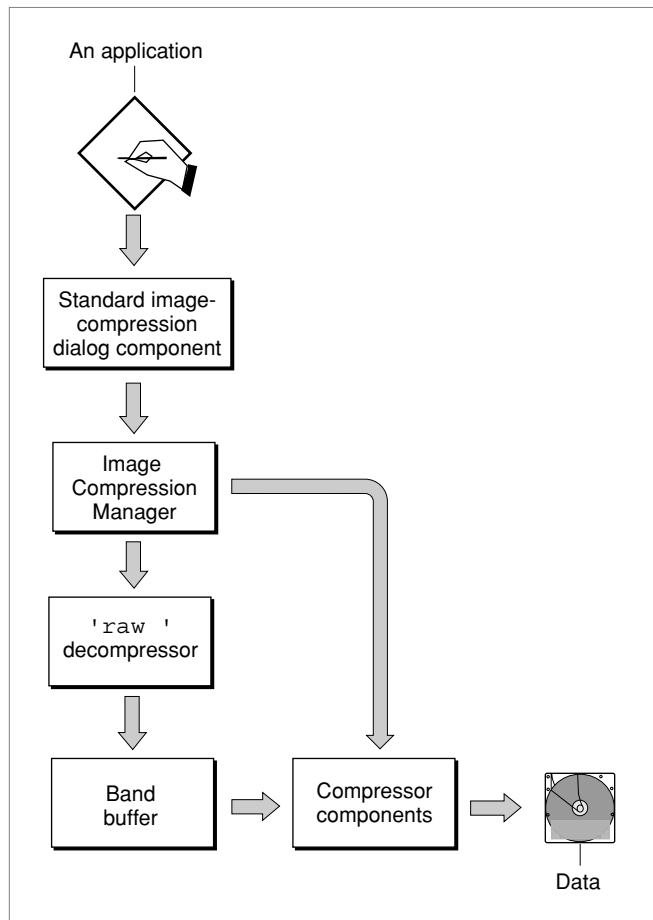 An application
Standard image-
compression
dialog component
Image
Compression
Manager
'raw '
decompressor
Band
buffer
Compressor
components
Data